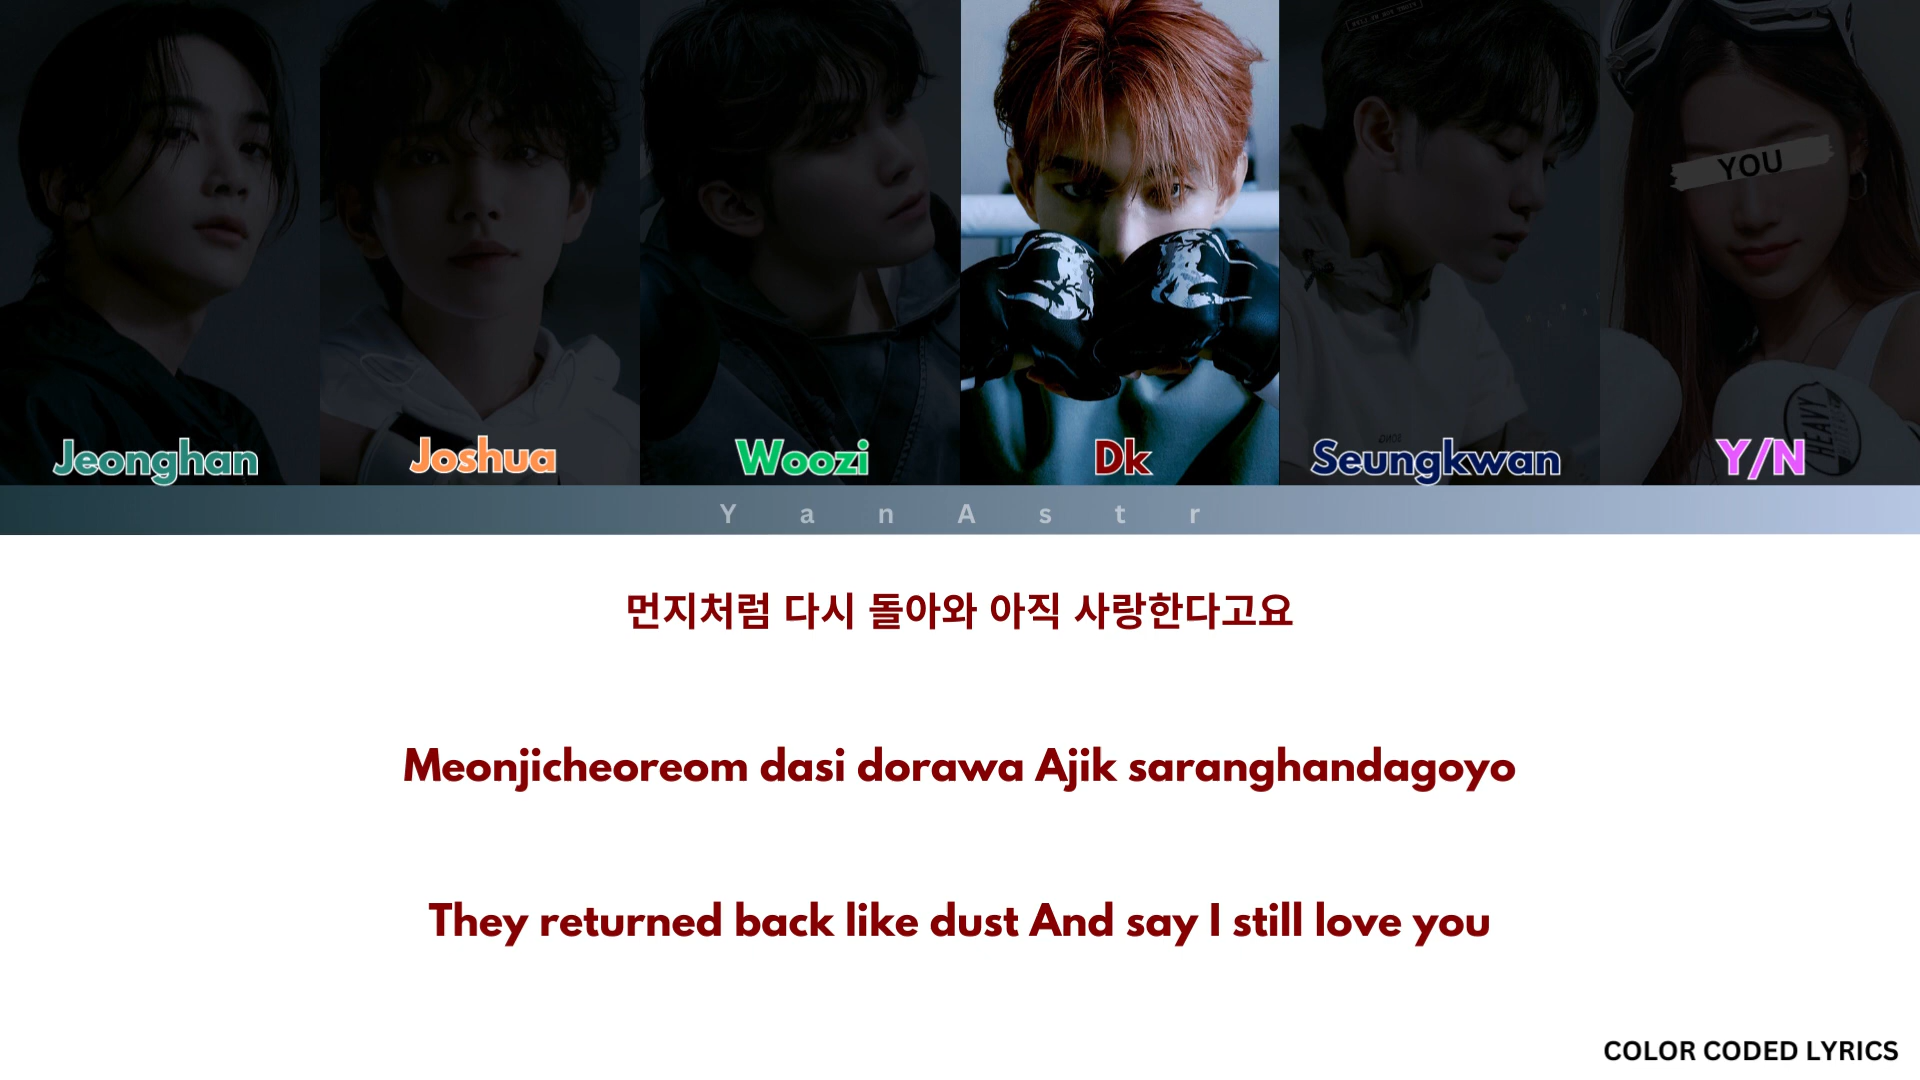 YOU
HEAVY
Jeonghan
Joshua
Woozi
Dk
Seungkwan
Y/N
YanAstr
먼지처럼 다시 돌아와 아직 사랑한다고요
Meonjicheoreom dasi dorawa Ajik saranghandagoyo
They returned back like dust And say I still love you
COLOR CODED LYRICS